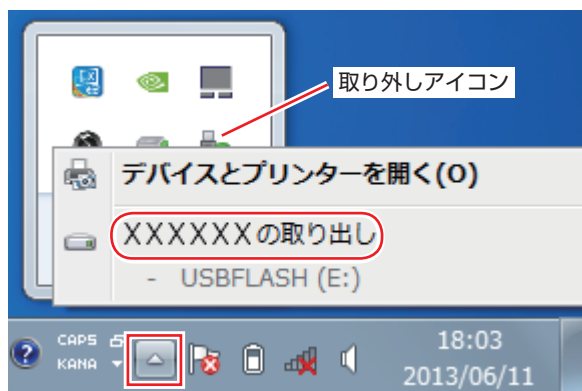 取り外しアイコン
デバイスとプリンターを開く(O)
XXXXXXの取り出し
- USBFLASH (E:)
CAPS
KANA
18:03
2013/06/11